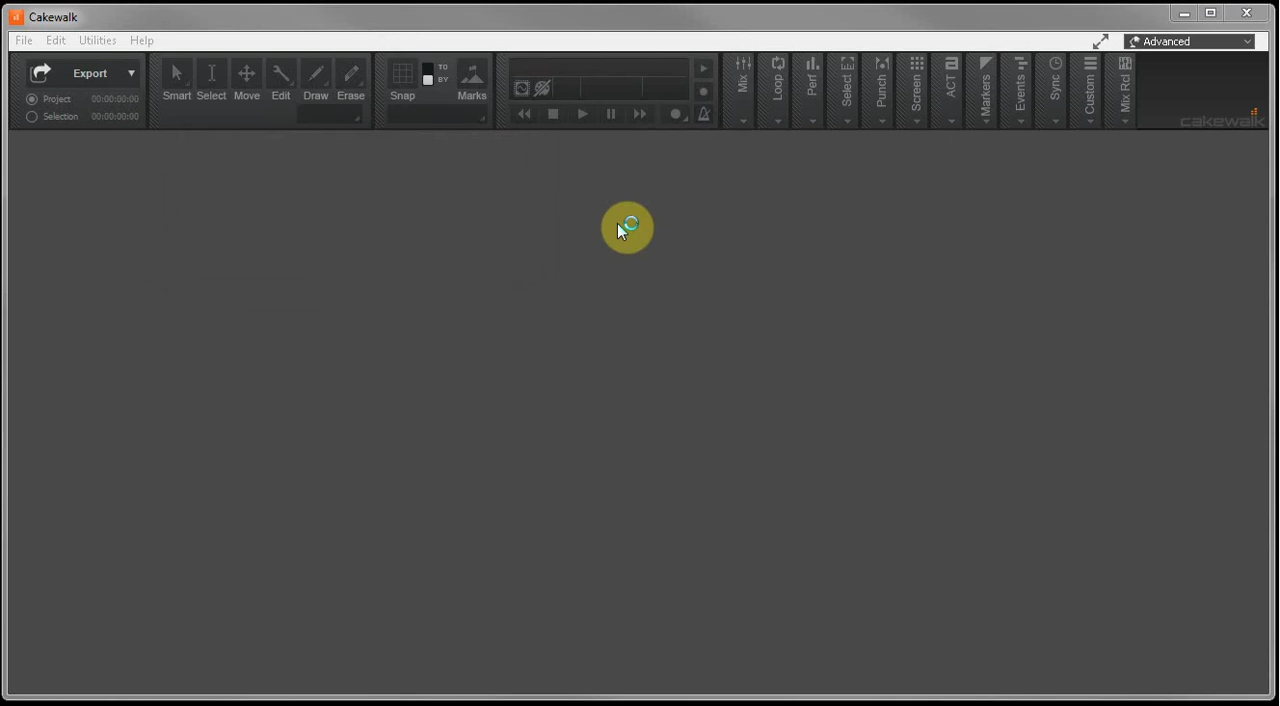 Cakewalk
File Edit Utilities Help
Advanced
Export
Project 00:00:00:00
Selection 00:00:00:00
Smart Select Move Edit Draw Erase
Snap
TO
BY
Marks
Mix
Loop
Perf
Select
Punch
Screen
ACT
Markers
Events
Sync
Custom
Mix Rcl
cakewalk